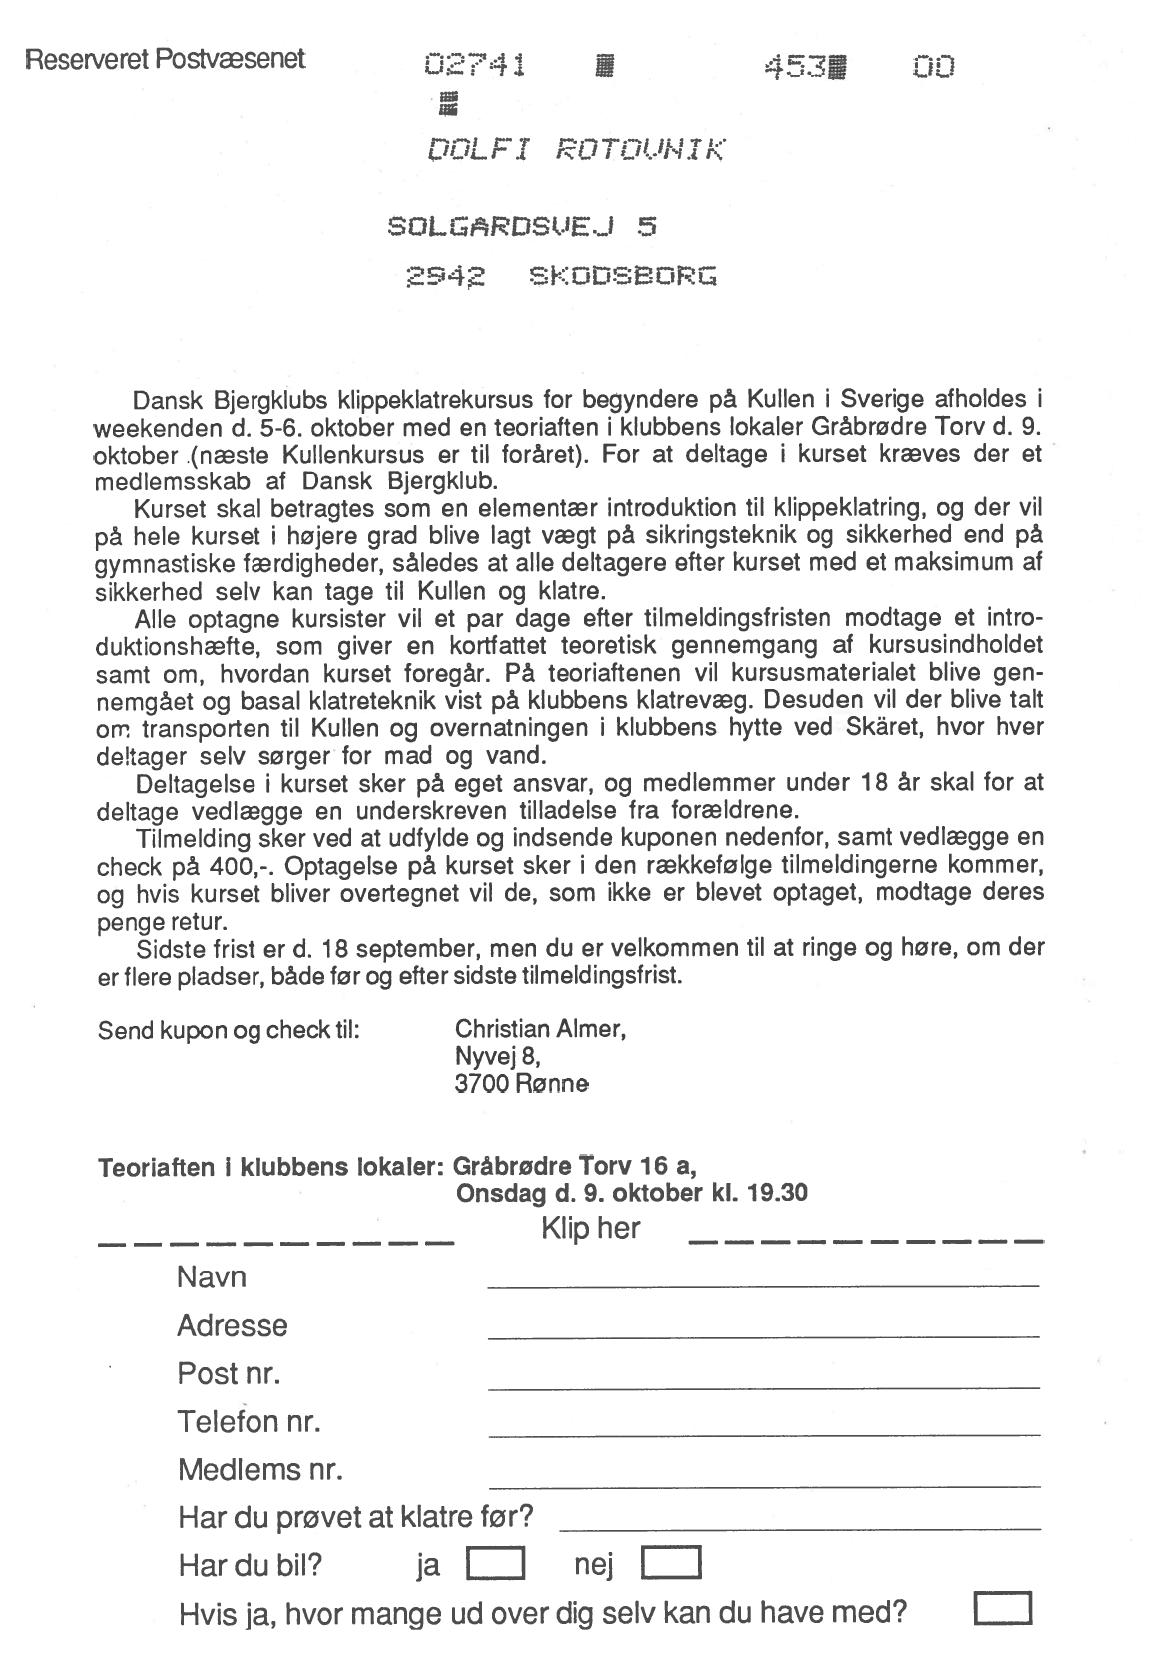 Reserveret Postvæsenet
02741 453 00
DOLFI ROTOVNIK
SOLGARDSVEJ 5
2942 SKODSBORG
Dansk Bjergklubs klippeklatrekursus for begyndere på Kullen i Sverige afholdes i
weekenden d. 5-6. oktober med en teoriaften i klubbens lokaler Gråbrødre Torv d. 9.
oktober .(næste Kullenkursus er til foråret). For at deltage i kurset kræves der et
medlemsskab af Dansk Bjergklub.
Kurset skal betragtes som en elementær introduktion til klippeklatring, og der vil
på hele kurset i højere grad blive lagt vægt på sikringsteknik og sikkerhed end på
gymnastiske færdigheder, således at alle deltagere efter kurset med et maksimum af
sikkerhed selv kan tage til Kullen og klatre.
Alle optagne kursister vil et par dage efter tilmeldingsfristen modtage et intro-
duktionshæfte, som giver en kortfattet teoretisk gennemgang af kursusindholdet
samt om, hvordan kurset foregår. På teoriaftenen vil kursusmaterialet blive gen-
nemgået og basal klatreteknik vist på klubbens klatrevæg. Desuden vil der blive talt
om transporten til Kullen og overnatningen i klubbens hytte ved Skäret, hvor hver
deltager selv sørger for mad og vand.
Deltagelse i kurset sker på eget ansvar, og medlemmer under 18 år skal for at
deltage vedlægge en underskreven tilladelse fra forældrene.
Tilmelding sker ved at udfylde og indsende kuponen nedenfor, samt vedlægge en
check på 400,-. Optagelse på kurset sker i den rækkefølge tilmeldingerne kommer,
og hvis kurset bliver overtegnet vil de, som ikke er blevet optaget, modtage deres
penge retur.
Sidste frist er d. 18 september, men du er velkommen til at ringe og høre, om der
er flere pladser, både før og efter sidste tilmeldingsfrist.
Send kupon og check til: Christian Almer,
Nyvej 8,
3700 Rønne
Teoriaften i klubbens lokaler: Gråbrødre Torv 16 a,
Onsdag d. 9. oktober kl. 19.30
Klip her
Navn
Adresse
Post nr.
Telefon nr.
Medlems nr.
Har du prøvet at klatre før?
Har du bil? ja nej
Hvis ja, hvor mange ud over dig selv kan du have med?